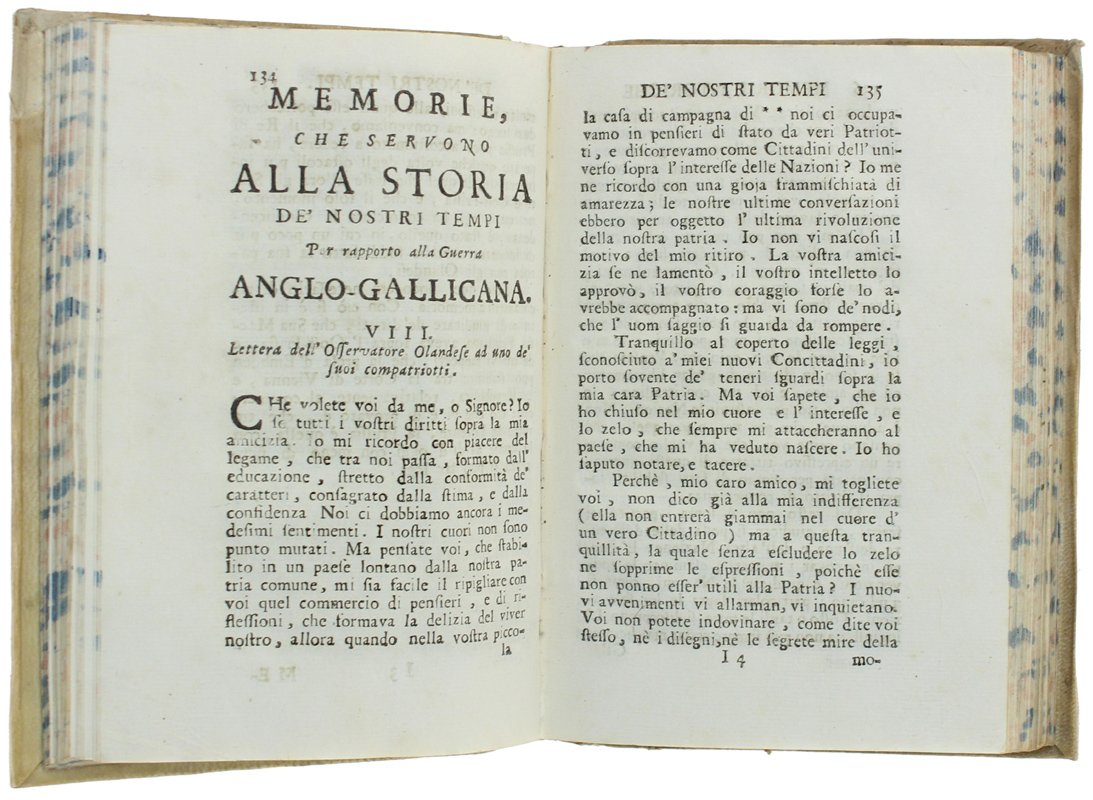 134
MEMORIE,
CHE SERVONO
ALLA STORIA
DE' NOSTRI TEMPI
Per rapporto alla Guerra
ANGLO-GALLICANA.
VIII.
Lettera dell' Oſſervatore Olandeſe ad uno de'
ſuoi compatriotti.
CHe volete voi da me, o Signore? Io
ſe tutti i voſtri diritti ſopra la mia
amicizia. Io mi ricordo con piacere del
legame, che tra noi paſſa, formato dall'
educazione, ſtretto dalla conformità de'
caratteri, conſagrato dalla ſtima, e dalla
confidenza Noi ci dobbiamo ancora i me-
deſimi ſentimenti. I noſtri cuori non ſono
punto mutati. Ma penſate voi, che ſtabi-
lito in un paeſe lontano dalla noſtra pa-
tria comune, mi ſia facile il ripigliare con
voi quel commercio di penſieri, e di ri-
fleſſioni, che formava la delizia del viver
noſtro, allora quando nella voſtra picco-
la
DE' NOSTRI TEMPI 135
la caſa di campagna di * * noi ci occupa-
vamo in penſieri di ſtato da veri Patriot-
ti, e diſcorrevamo come Cittadini dell' uni-
verſo ſopra l' intereſſe delle Nazioni? Io me
ne ricordo con una gioja frammiſchiata di
amarezza; le noſtre ultime converſazioni
ebbero per oggetto l' ultima rivoluzione
della noſtra patria. Io non vi naſcoſi il
motivo del mio ritiro. La voſtra amici-
zia ſe ne lamentò, il voſtro intelletto lo
approvò, il voſtro coraggio forſe lo a-
vrebbe accompagnato: ma vi ſono de' nodi,
che l' uom ſaggio ſi guarda da rompere.
Tranquillo al coperto delle leggi,
ſconoſciuto a' miei nuovi Concittadini, io
porto ſovente de' teneri ſguardi ſopra la
mia cara Patria. Ma voi ſapete, che io
ho chiuſo nel mio cuore e l' intereſſe, e
lo zelo, che ſempre mi attaccheranno al
paeſe, che mi ha veduto naſcere. Io ho
ſaputo notare, e tacere.
Perchè, mio caro amico, mi togliete
voi, non dico già alla mia indifferenza
( ella non entrerà giammai nel cuore d'
un vero Cittadino ) ma a queſta tran-
quillità, la quale ſenza eſcludere lo zelo
ne ſopprime le eſpreſſioni, poichè eſſe
non ponno eſſer' utili alla Patria? I nuo-
vi avvenimenti vi allarman, vi inquietano.
Voi non potete indovinare, come dite voi
ſteſſo, nè i diſegni, nè le ſegrete mire della
I 4 mo-